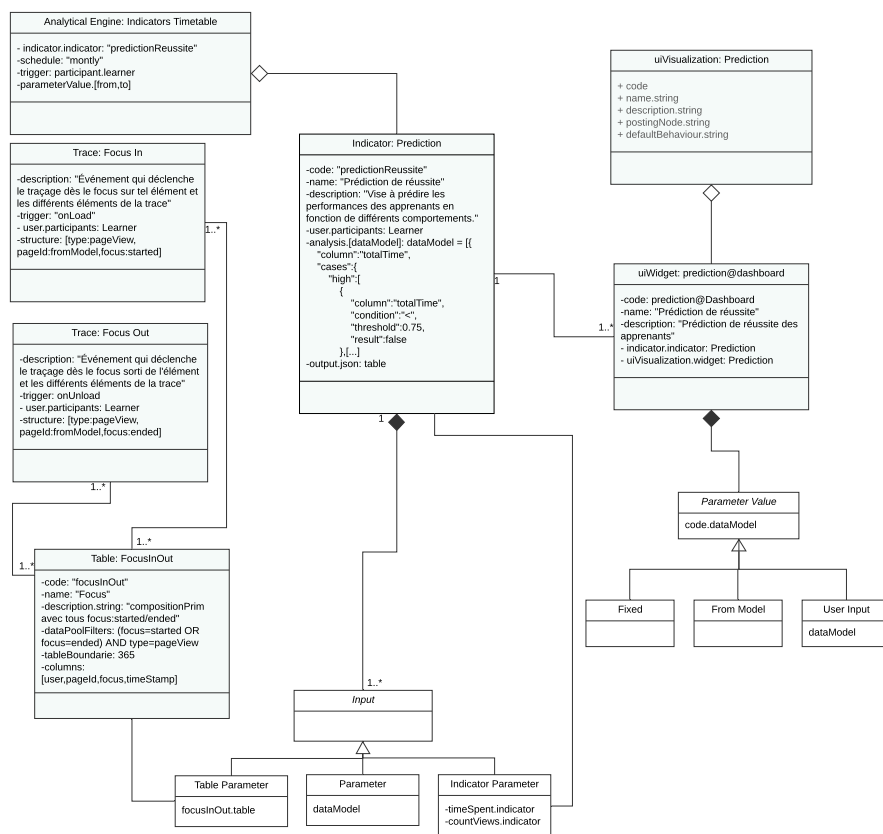 Analytical Engine: Indicators Timetable
- indicator.indicator: "predictionReussite"
-schedule: "montly"
-trigger: participant.learner
-parameterValue.[from,to]
Trace: Focus In
-description: "Événement qui déclenche
le traçage dès le focus sur tel élément et
les différents éléments de la trace"
-trigger: "onLoad"
- user.participants: Learner
-structure: [type:pageView,
pageId:fromModel,focus:started]
1..*
Trace: Focus Out
-description: "Événement qui déclenche
le traçage dès le focus sorti de l'élément
et les différents éléments de la trace"
-trigger: onUnload
- user.participants: Learner
-structure: [type:pageView,
pageId:fromModel,focus:ended]
1..*
1..*
1..*
Table: FocusInOut
-code: "focusInOut"
-name: "Focus"
-description.string: "compositionPrim
avec tous focus:started/ended"
-dataPoolFilters: (focus=started OR
focus=ended) AND type=pageView
-tableBoundarie: 365
-columns:
[user,pageId,focus,timeStamp]
Indicator: Prediction
-code: "predictionReussite"
-name: "Prédiction de réussite"
-description: "Vise à prédire les
performances des apprenants en
fonction de différents comportements."
-user.participants: Learner
-analysis.[dataModel]: dataModel = [{
"column":"totalTime",
"cases":{
"high":[
{
"column":"totalTime",
"condition":"<",
"threshold":0.75,
"result":false
},[...]
-output.json: table
1
1
1..*
1..*
Input
Table Parameter
focusInOut.table
Parameter
dataModel
Indicator Parameter
-timeSpent.indicator
-countViews.indicator
uiVisualization: Prediction
+ code
+ name.string
+ description.string
+ postingNode.string
+ defaultBehaviour.string
uiWidget: prediction@dashboard
-code: prediction@Dashboard
-name: "Prédiction de réussite"
-description: "Prédiction de réussite des
apprenants"
- indicator.indicator: Prediction
- uiVisualization.widget: Prediction
Parameter Value
code.dataModel
Fixed
From Model
User Input
dataModel